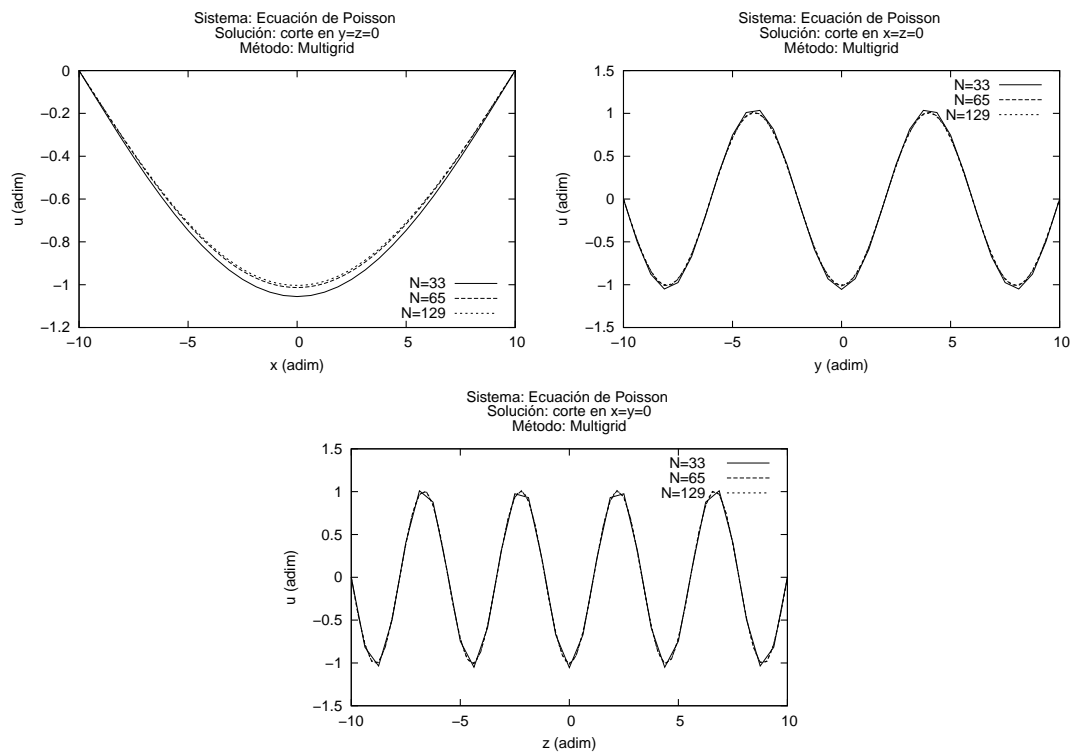 Sistema: Ecuación de Poisson
Solución: corte en y=z=0
Método: Multigrid
0
−0.2
−0.4
−0.6
−0.8
−1
−1.2
−10
−5
0
5
10
u (adim)
x (adim)
N=33
N=65
N=129
Sistema: Ecuación de Poisson
Solución: corte en x=z=0
Método: Multigrid
1.5
1
0.5
0
−0.5
−1
−1.5
−10
−5
0
5
10
u (adim)
y (adim)
N=33
N=65
N=129
Sistema: Ecuación de Poisson
Solución: corte en x=y=0
Método: Multigrid
1.5
1
0.5
0
−0.5
−1
−1.5
−10
−5
0
5
10
u (adim)
z (adim)
N=33
N=65
N=129